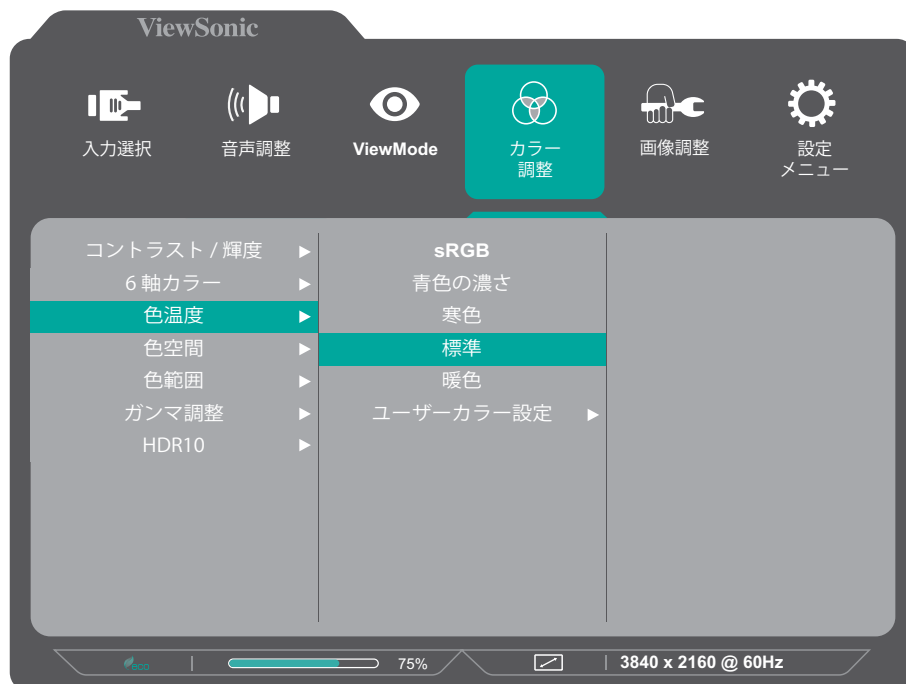 ViewSonic
入力選択
音声調整
ViewMode
カラー
調整
画像調整
設定
メニュー
コントラスト / 輝度
6 軸カラー
色温度
色空間
色範囲
ガンマ調整
HDR10
sRGB
青色の濃さ
寒色
標準
暖色
ユーザーカラー設定
eco
75%
3840 x 2160 @ 60Hz